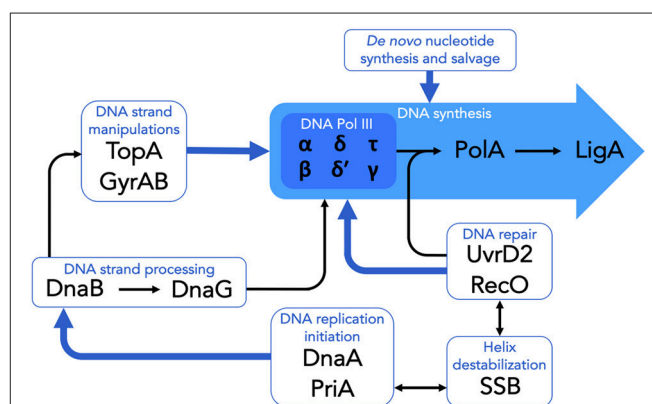 De novo nucleotide
synthesis and salvage
DNA synthesis
DNA strand
manipulations
TopA
GyrAB
DNA Pol III
α δ τ
β δ' γ
PolA
LigA
DNA repair
UvrD2
RecO
DNA strand processing
DnaB
DnaG
DNA replication
initiation
DnaA
PriA
Helix
destabilization
SSB